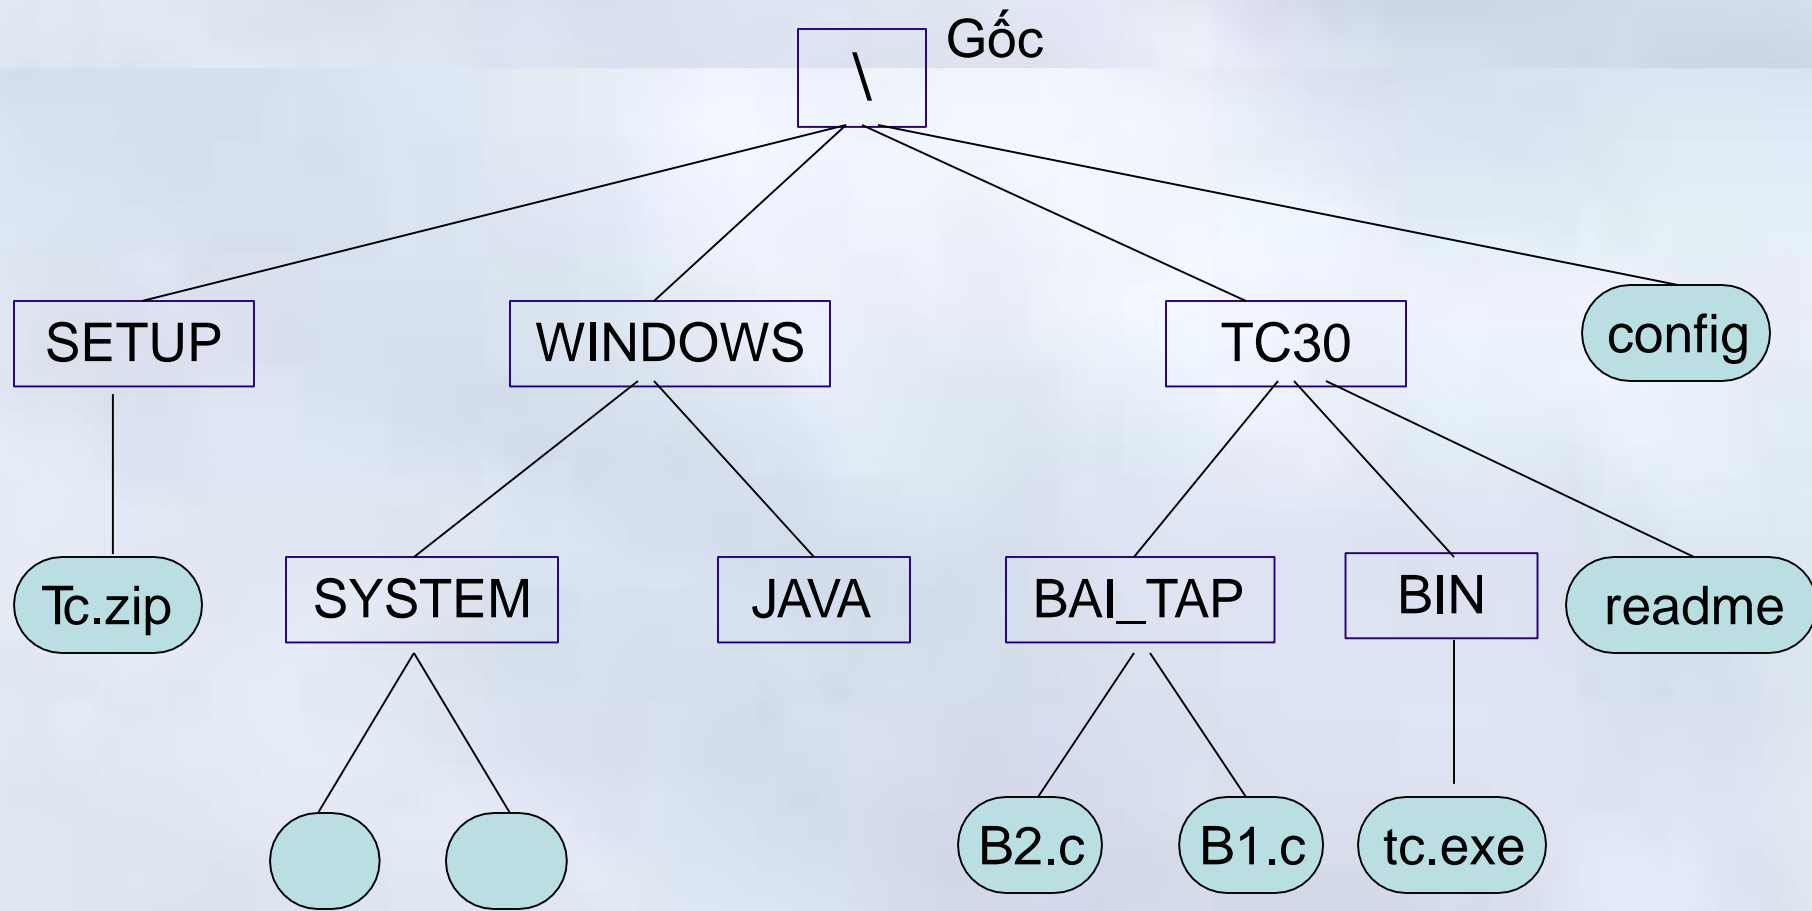 \
Gốc
SETUP
WINDOWS
TC30
config
Tc.zip
SYSTEM
JAVA
BAI_TAP
BIN
readme
B2.c
B1.c
tc.exe